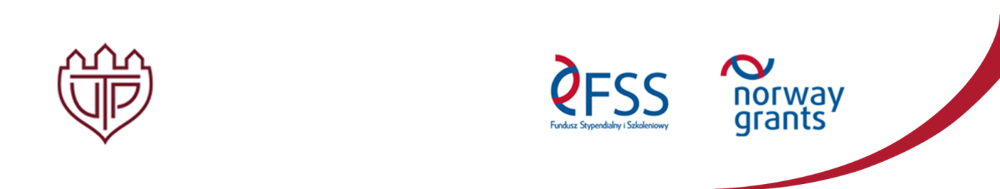 UTP
FSS
Fundusz Stypendialny i Szkoleniowy
norway
grants